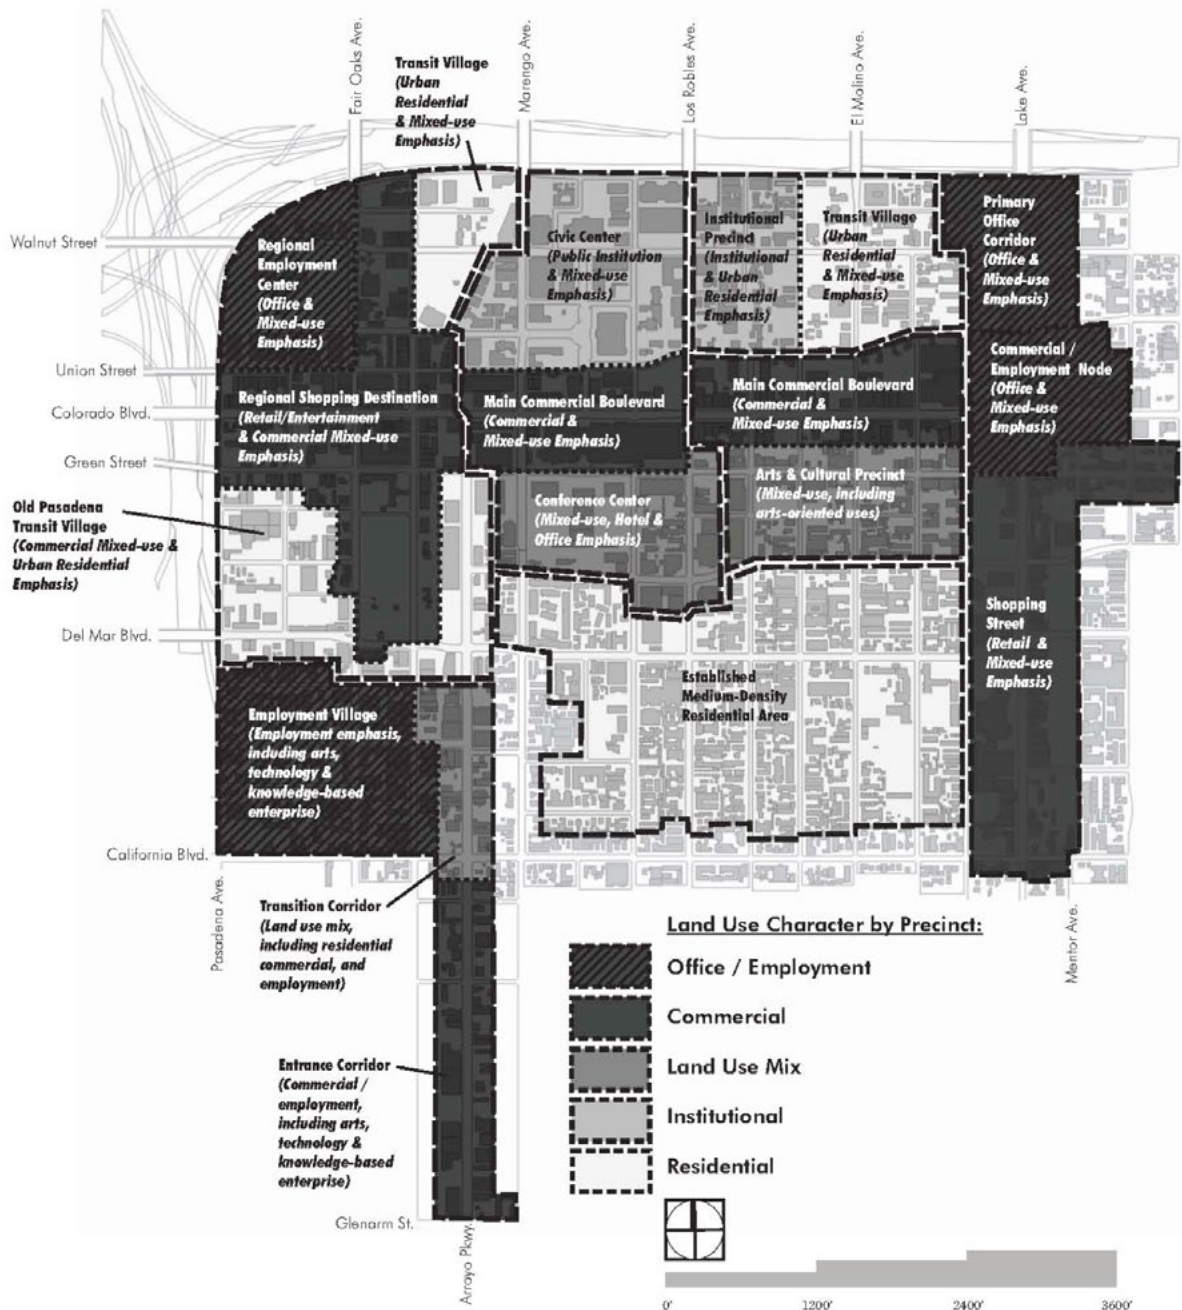 Fair Oaks Ave.
Marengo Ave.
Los Robles Ave.
El Molino Ave.
Lake Ave.
Transit Village
(Urban
Residential
& Mixed-use
Emphasis)
Walnut Street
Regional
Employment
Center
(Office &
Mixed-use
Emphasis)
Civic Center
(Public Institution
& Mixed-use
Emphasis)
Institutional
Precinct
(Institutional
& Urban
Residential
Emphasis)
Transit Village
(Urban
Residential
& Mixed-use
Emphasis)
Primary
Office
Corridor
(Office &
Mixed-use
Emphasis)
Union Street
Colorado Blvd.
Green Street
Regional Shopping Destination
(Retail/Entertainment
& Commercial Mixed-use
Emphasis)
Main Commercial Boulevard
(Commercial &
Mixed-use Emphasis)
Main Commercial Boulevard
(Commercial &
Mixed-use Emphasis)
Commercial /
Employment Node
(Office &
Mixed-use
Emphasis)
Old Pasadena
Transit Village
(Commercial Mixed-use &
Urban Residential
Emphasis)
Conference Center
(Mixed-use, Hotel &
Office Emphasis)
Arts & Cultural Precinct
(Mixed-use, including
arts-oriented uses)
Del Mar Blvd.
Shopping
Street
(Retail &
Mixed-use
Emphasis)
Established
Medium-Density
Residential Area
Employment Village
(Employment emphasis,
including arts,
technology &
knowledge-based
enterprise)
California Blvd.
Pasadena Ave.
Mentor Ave.
Transition Corridor
(Land use mix,
including residential
commercial, and
employment)
Entrance Corridor
(Commercial /
employment,
including arts,
technology &
knowledge-based
enterprise)
Glenarm St.
Arroyo Pkwy.
Land Use Character by Precinct:
Office / Employment
Commercial
Land Use Mix
Institutional
Residential
0'
1200'
2400'
3600'